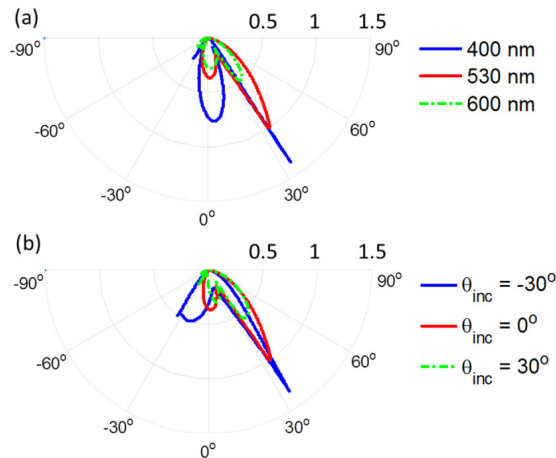 (a)
0.5 1 1.5
-90° 90°
-60° 60°
-30° 30°
0°
400 nm
530 nm
600 nm
(b)
0.5 1 1.5
-90° 90°
-60° 60°
-30° 30°
0°
θinc = -30°
θinc = 0°
θinc = 30°